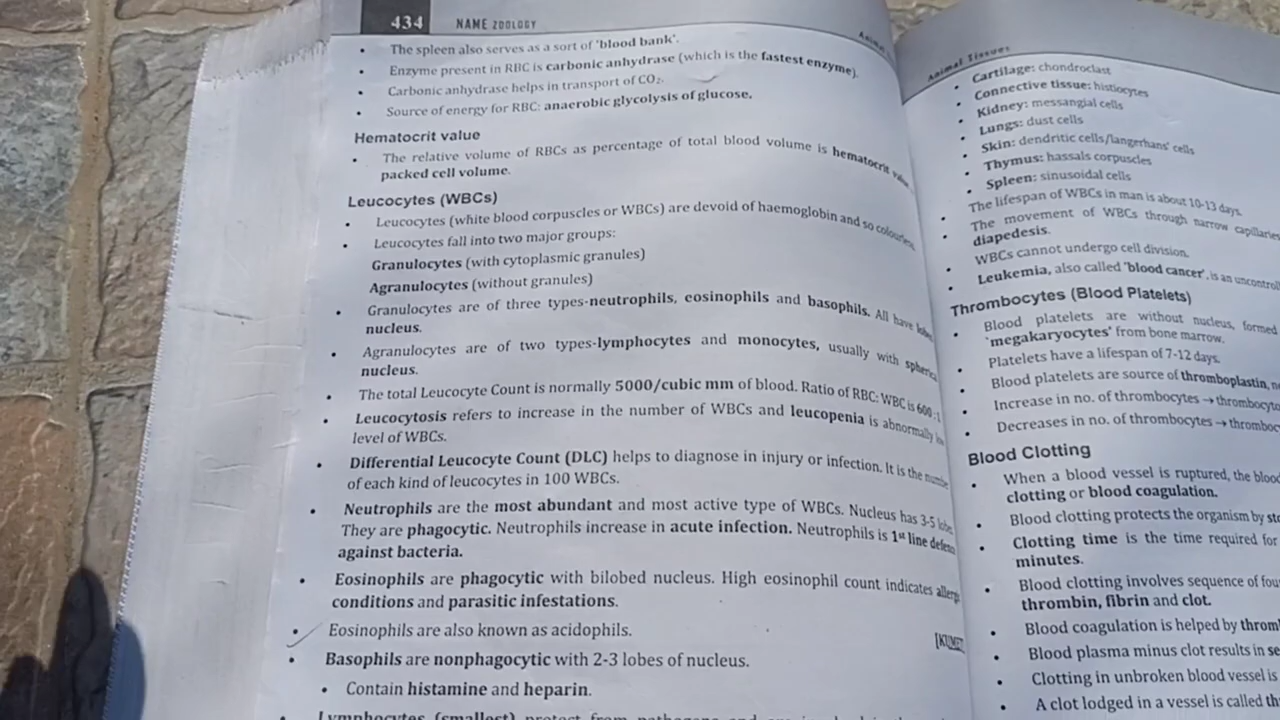 434 NAME ZOOLOGY
• The spleen also serves as a sort of 'blood bank'.
• Enzyme present in RBC is carbonic anhydrase (which is the fastest enzyme).
• Carbonic anhydrase helps in transport of CO₂.
• Source of energy for RBC: anaerobic glycolysis of glucose.
Hematocrit value
• The relative volume of RBCs as percentage of total blood volume is hematocrit value
packed cell volume.
Leucocytes (WBCs)
• Leucocytes (white blood corpuscles or WBCs) are devoid of haemoglobin and so colourless.
• Leucocytes fall into two major groups:
Granulocytes (with cytoplasmic granules)
Agranulocytes (without granules)
• Granulocytes are of three types-neutrophils, eosinophils and basophils. All have
nucleus.
• Agranulocytes are of two types-lymphocytes and monocytes, usually with
nucleus.
• The total Leucocyte Count is normally 5000/cubic mm of blood. Ratio of RBC: WBC is 600:1
• Leucocytosis refers to increase in the number of WBCs and leucopenia is abnormally
level of WBCs.
• Differential Leucocyte Count (DLC) helps to diagnose in injury or infection. It is the
of each kind of leucocytes in 100 WBCs.
• Neutrophils are the most abundant and most active type of WBCs. Nucleus has 3-5
They are phagocytic. Neutrophils increase in acute infection. Neutrophils is 1st line
against bacteria.
• Eosinophils are phagocytic with bilobed nucleus. High eosinophil count indicates
conditions and parasitic infestations.
• Eosinophils are also known as acidophils.
• Basophils are nonphagocytic with 2-3 lobes of nucleus.
• Contain histamine and heparin.
• Lymphocytes (smallest) protect from pathogens and are
Animal Tissues
• Cartilage: chondroclast
• Connective tissue: histiocytes
• Kidney: messangial cells
• Lungs: dust cells
• Skin: dendritic cells/langerhans' cells
• Thymus: hassals corpuscles
• Spleen: sinusoidal cells
• The lifespan of WBCs in man is about 10-13 days.
• The movement of WBCs through narrow capillaries
diapedesis.
• WBCs cannot undergo cell division.
• Leukemia, also called 'blood cancer', is an
Thrombocytes (Blood Platelets)
• Blood platelets are without nucleus, formed
'megakaryocytes' from bone marrow.
• Platelets have a lifespan of 7-12 days.
• Blood platelets are source of thromboplastin,
• Increase in no. of thrombocytes →
• Decreases in no. of thrombocytes →
Blood Clotting
• When a blood vessel is ruptured, the blood
clotting or blood coagulation.
• Blood clotting protects the organism by
• Clotting time is the time required for
minutes.
• Blood clotting involves sequence of
thrombin, fibrin and clot.
• Blood coagulation is helped by
• Blood plasma minus clot results in
• Clotting in unbroken blood vessel is
• A clot lodged in a vessel is called